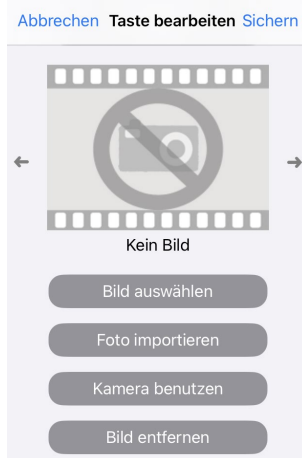 Abbrechen Taste bearbeiten Sichern
Kein Bild
Bild auswählen
Foto importieren
Kamera benutzen
Bild entfernen